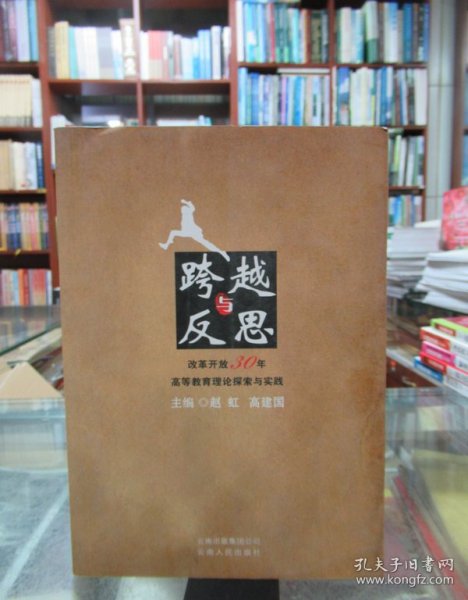 跨越
与
反思
改革开放30年
高等教育理论探索与实践
主编◎赵 虹 高建国
云南出版集团公司
云南人民出版社
孔夫子旧书网
www.kongfz.com